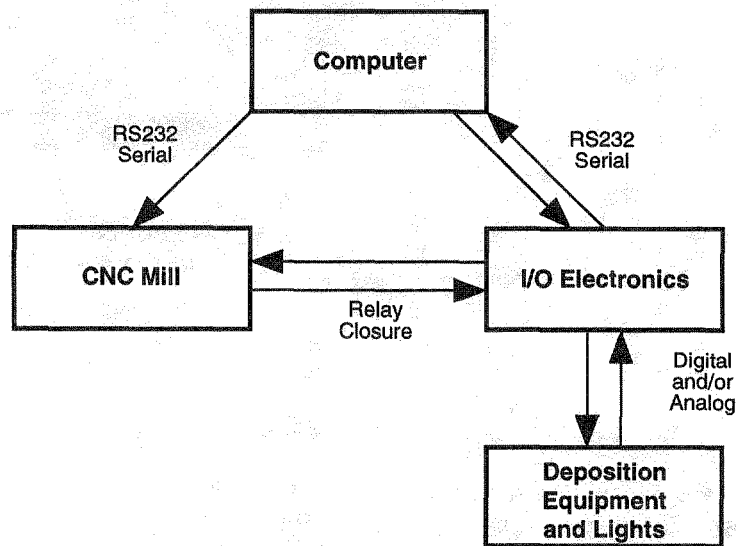 Computer
RS232
Serial
RS232
Serial
CNC Mill
I/O Electronics
Relay
Closure
Digital
and/or
Analog
Deposition
Equipment
and Lights